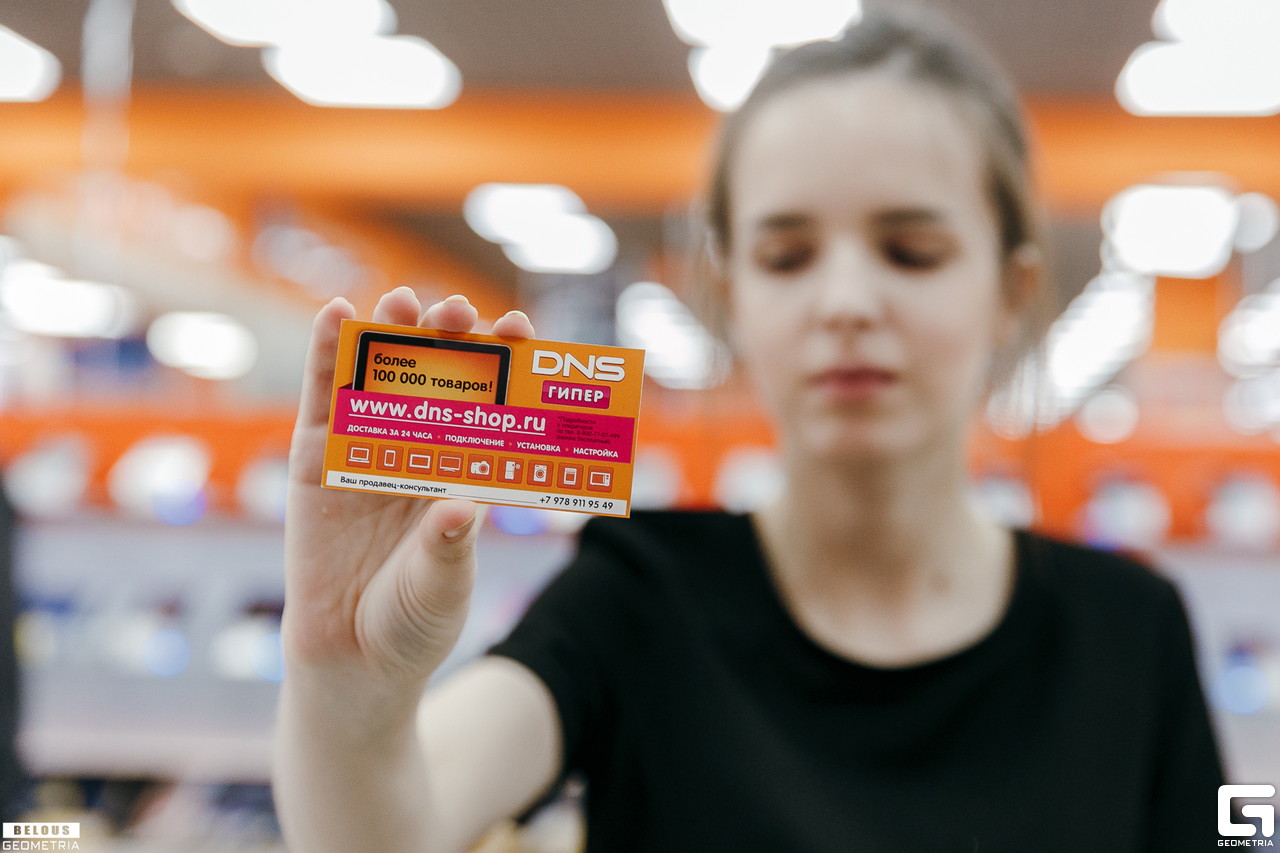 более
100 000 товаров!
DNS
ГИПЕР
www.dns-shop.ru
ДОСТАВКА ЗА 24 ЧАСА • ПОДКЛЮЧЕНИЕ • УСТАНОВКА • НАСТРОЙКА
Ваш продавец-консультант
+7 978 911 95 49
BELOUS
GEOMETRIA
G
GEOMETRIA